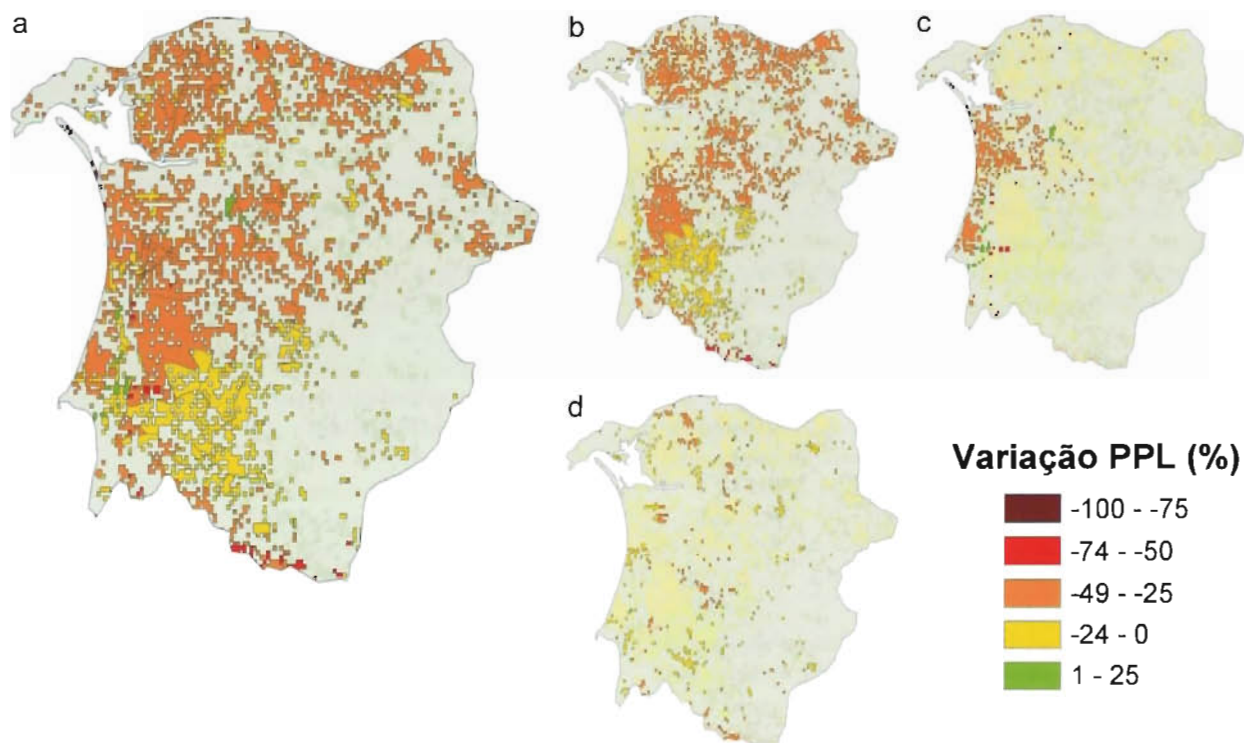 a
b
c
d
Variação PPL (%)
-100 - -75
-74 - -50
-49 - -25
-24 - 0
1 - 25